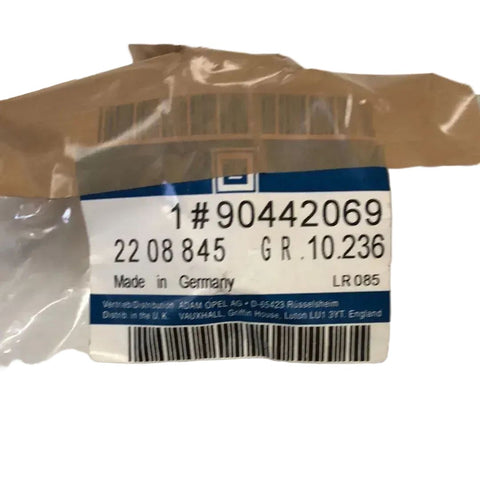 1#90442069
22 08 845 GR.10.236
Made in Germany LR 085
Vertrieb/Distribution: ADAM OPEL AG • D-65423 Rüsselsheim
Distrib. in the U.K. VAUXHALL, Griffin House, Luton LU1 3YT, England